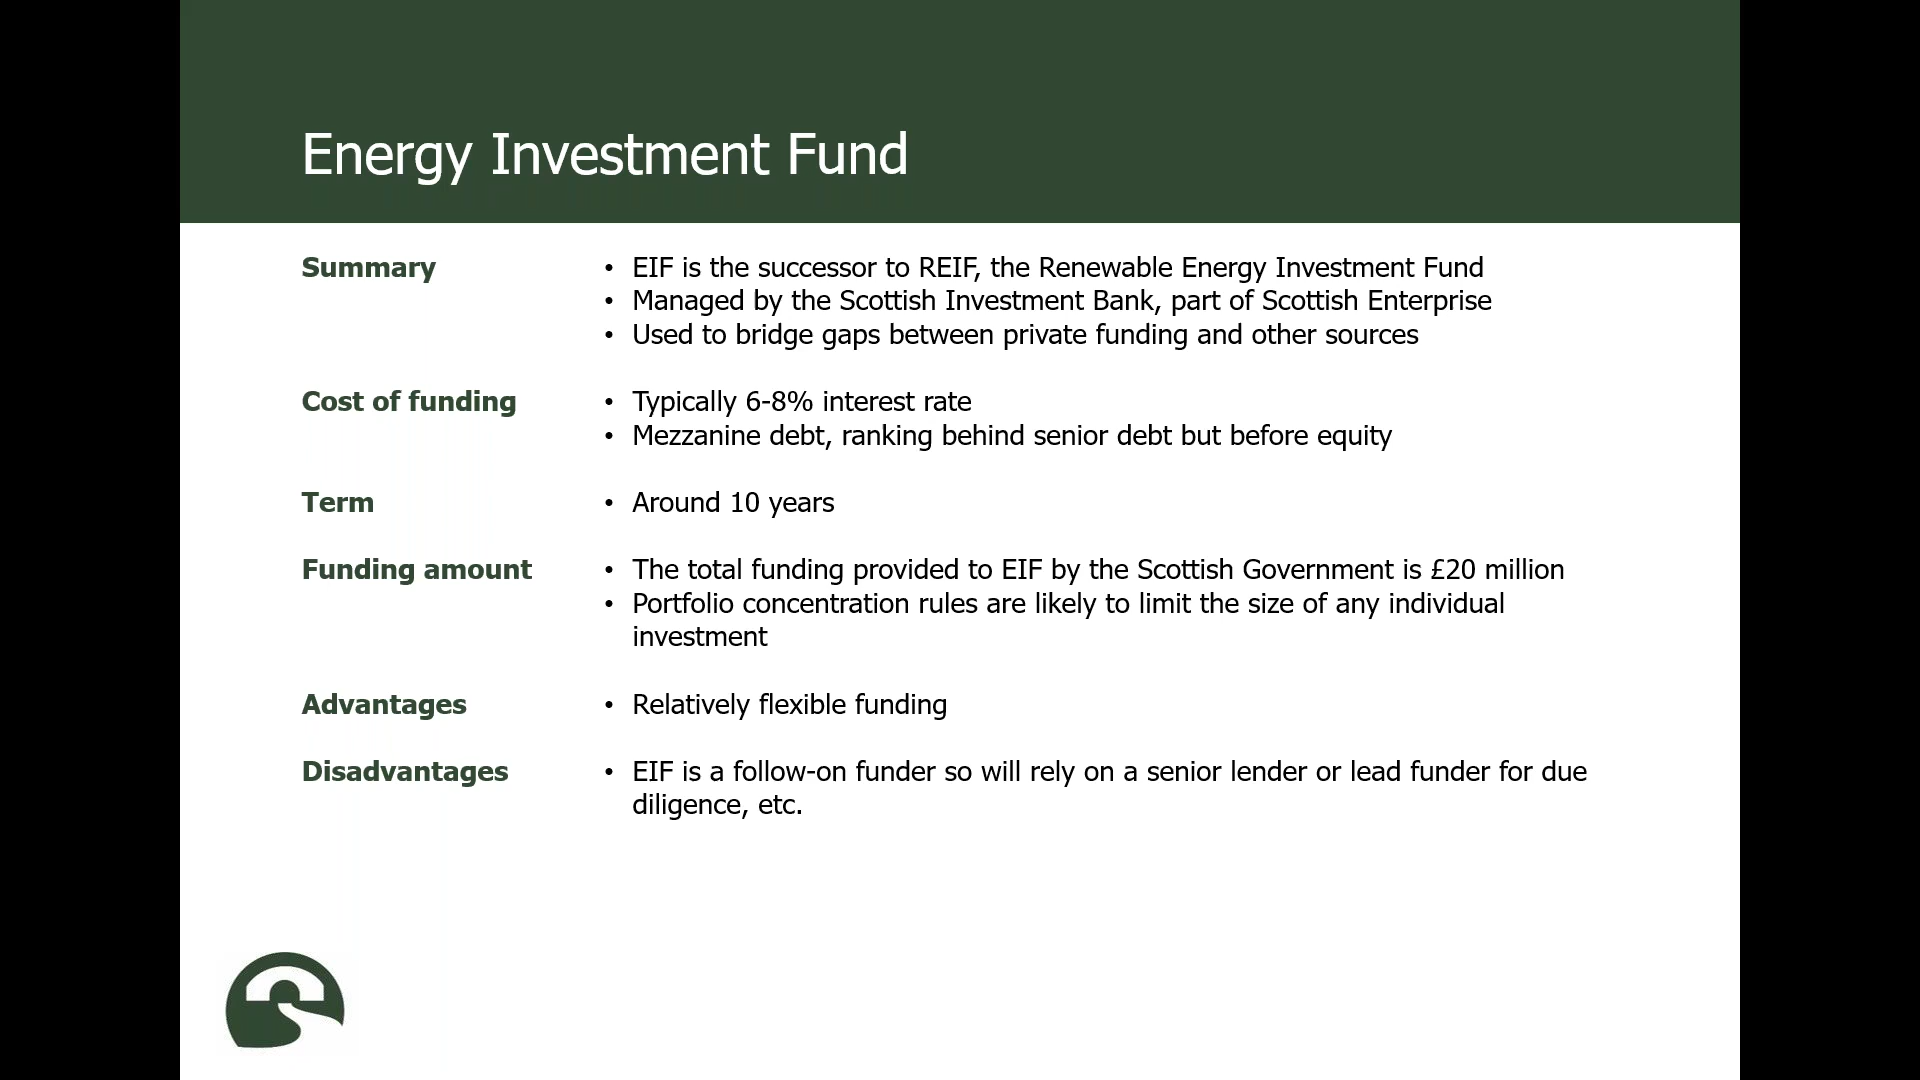 Energy Investment Fund
Summary
• EIF is the successor to REIF, the Renewable Energy Investment Fund
• Managed by the Scottish Investment Bank, part of Scottish Enterprise
• Used to bridge gaps between private funding and other sources
Cost of funding
• Typically 6-8% interest rate
• Mezzanine debt, ranking behind senior debt but before equity
Term
• Around 10 years
Funding amount
• The total funding provided to EIF by the Scottish Government is £20 million
• Portfolio concentration rules are likely to limit the size of any individual
investment
Advantages
• Relatively flexible funding
Disadvantages
• EIF is a follow-on funder so will rely on a senior lender or lead funder for due
diligence, etc.